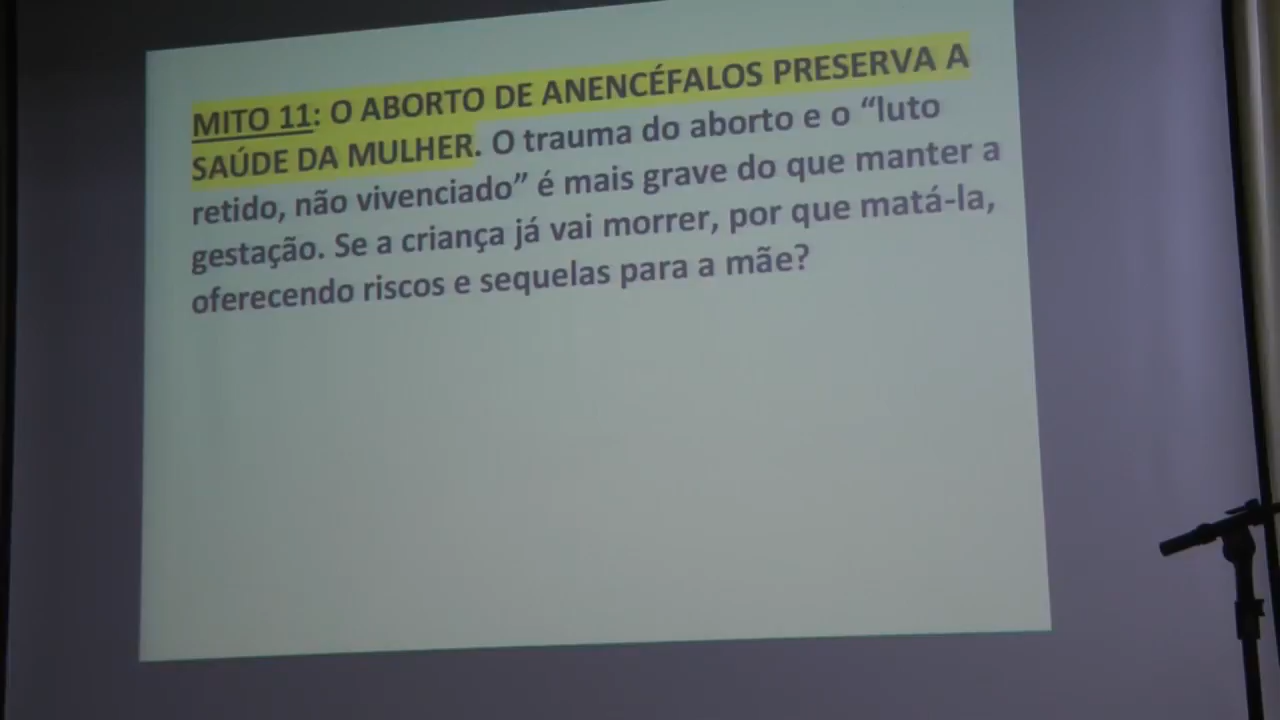 MITO 11: O ABORTO DE ANENCÉFALOS PRESERVA A
SAÚDE DA MULHER. O trauma do aborto e o “luto
retido, não vivenciado” é mais grave do que manter a
gestação. Se a criança já vai morrer, por que matá-la,
oferecendo riscos e sequelas para a mãe?